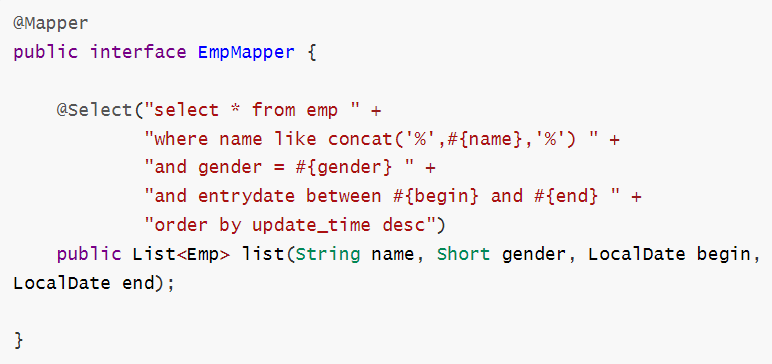 @Mapper
public interface EmpMapper {
@Select("select * from emp " +
"where name like concat('%',#{name},'%') " +
"and gender = #{gender} " +
"and entrydate between #{begin} and #{end} " +
"order by update_time desc")
public List<Emp> list(String name, Short gender, LocalDate begin,
LocalDate end);
}